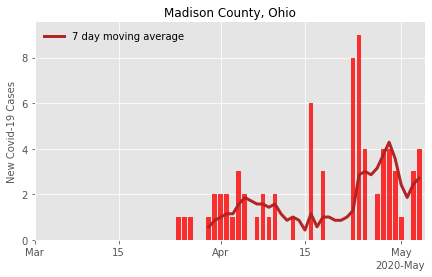 Madison County, Ohio
7 day moving average
New Covid-19 Cases
8
6
4
2
0
Mar 15 Apr 15 May
2020-May